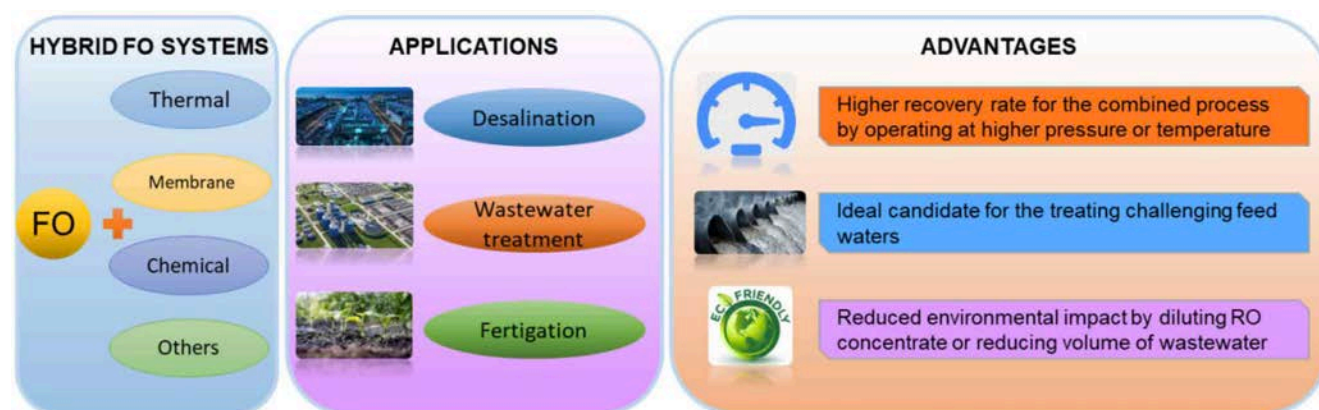 HYBRID FO SYSTEMS
FO
Thermal
Membrane
Chemical
Others
APPLICATIONS
Desalination
Wastewater
treatment
Fertigation
ADVANTAGES
Higher recovery rate for the combined process
by operating at higher pressure or temperature
Ideal candidate for the treating challenging feed
waters
ECO FRIENDLY
Reduced environmental impact by diluting RO
concentrate or reducing volume of wastewater